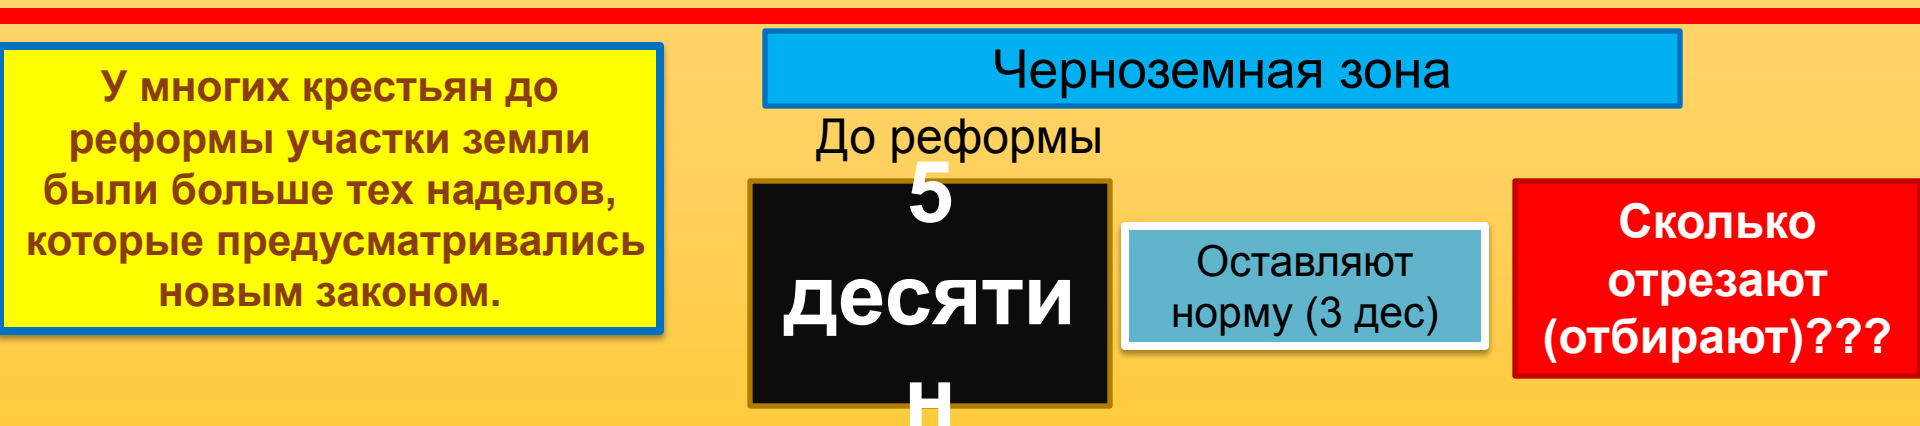 У многих крестьян до
реформы участки земли
были больше тех наделов,
которые предусматривались
новым законом.
Черноземная зона
До реформы
5
десяти
н
Оставляют
норму (3 дес)
Сколько
отрезают
(отбирают)???